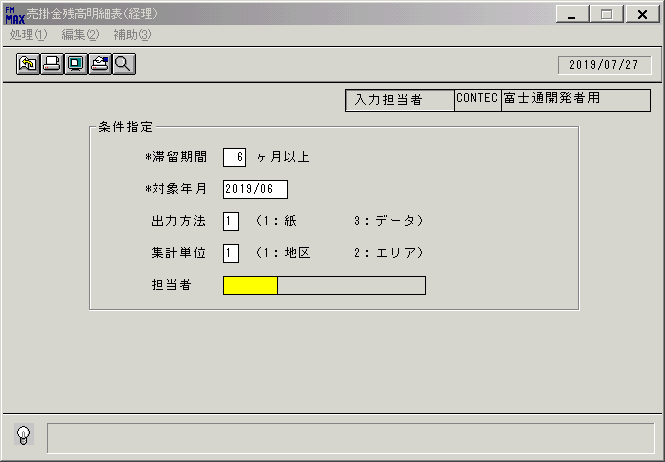 FM MAX 売掛金残高明細表(経理)
処理(1) 編集(2) 補助(3)
2019/07/27
入力担当者 CONTEC 富士通開発者用
条件指定
*滞留期間 6 ヶ月以上
*対象年月 2019/06
出力方法 1 (1:紙 3:データ)
集計単位 1 (1:地区 2:エリア)
担当者